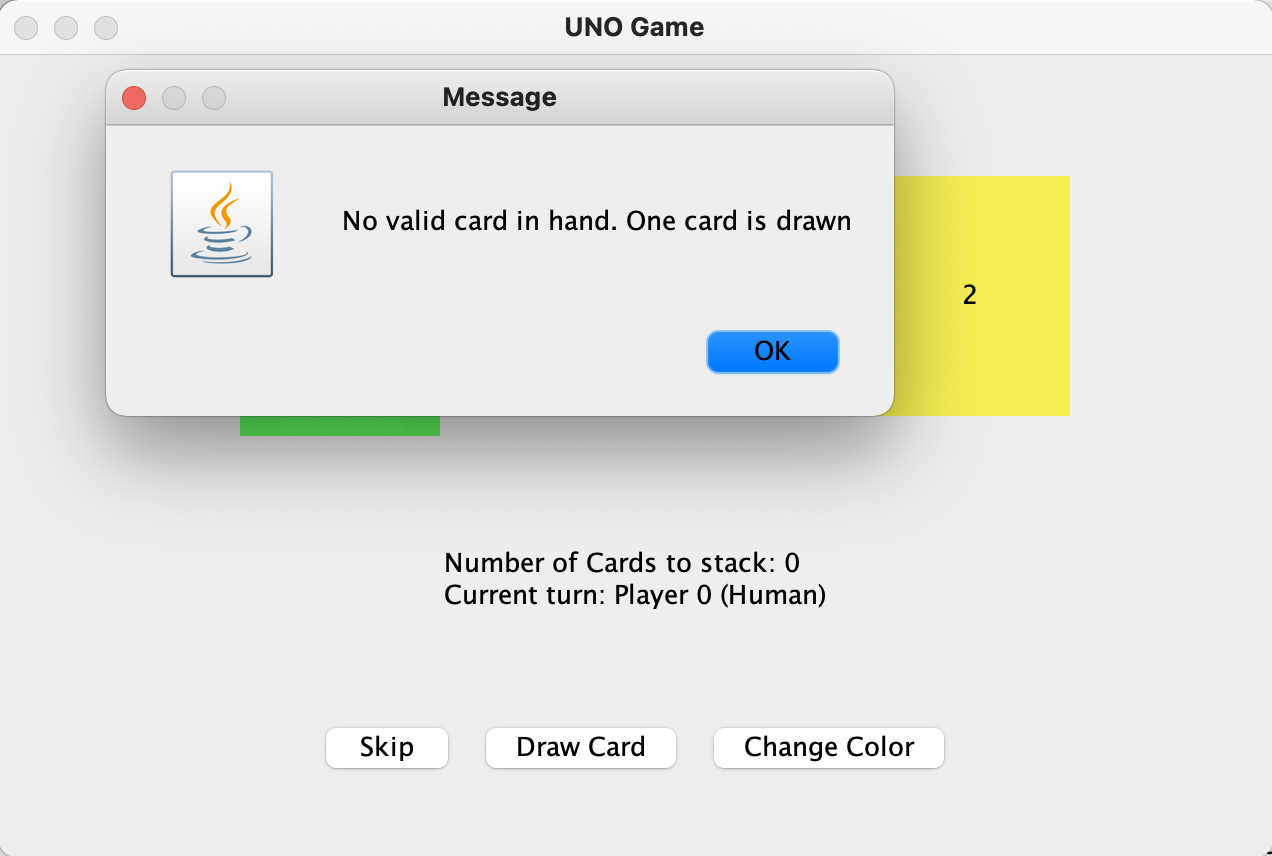 UNO Game
Message
No valid card in hand. One card is drawn
2
OK
Number of Cards to stack: 0
Current turn: Player 0 (Human)
Skip
Draw Card
Change Color